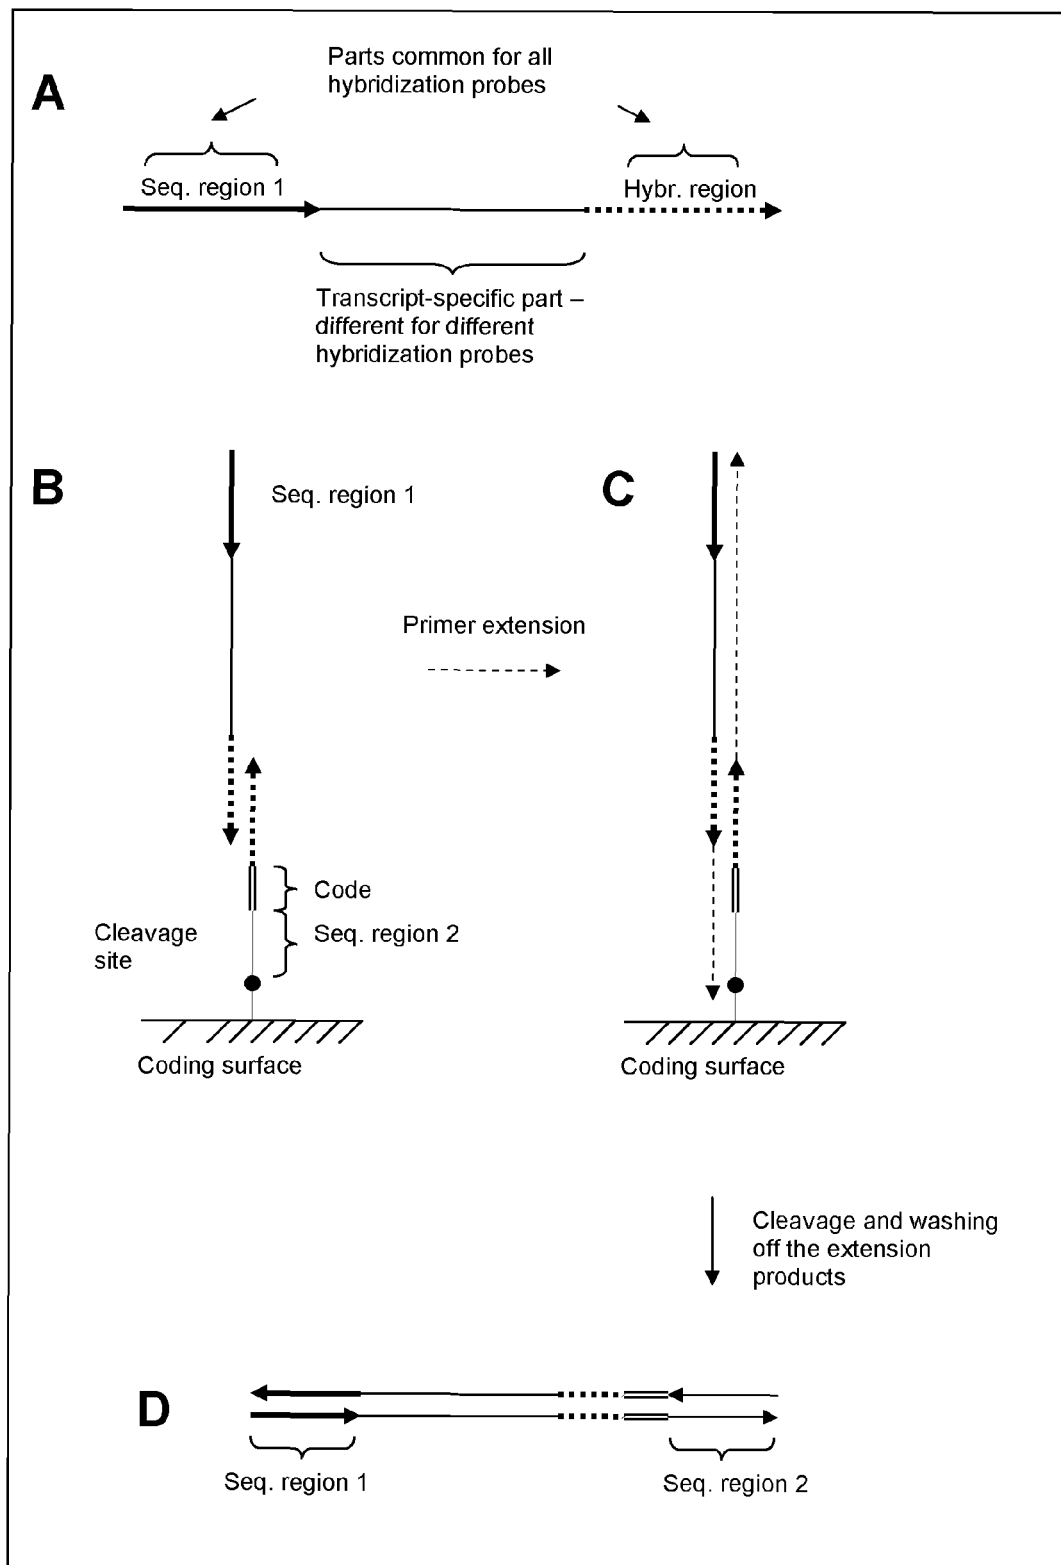 A
Parts common for all
hybridization probes
Seq. region 1
Hybr. region
Transcript-specific part –
different for different
hybridization probes
B
Seq. region 1
C
Primer extension
Code
Cleavage
site
Seq. region 2
Coding surface
Coding surface
Cleavage and washing
off the extension
products
D
Seq. region 1
Seq. region 2